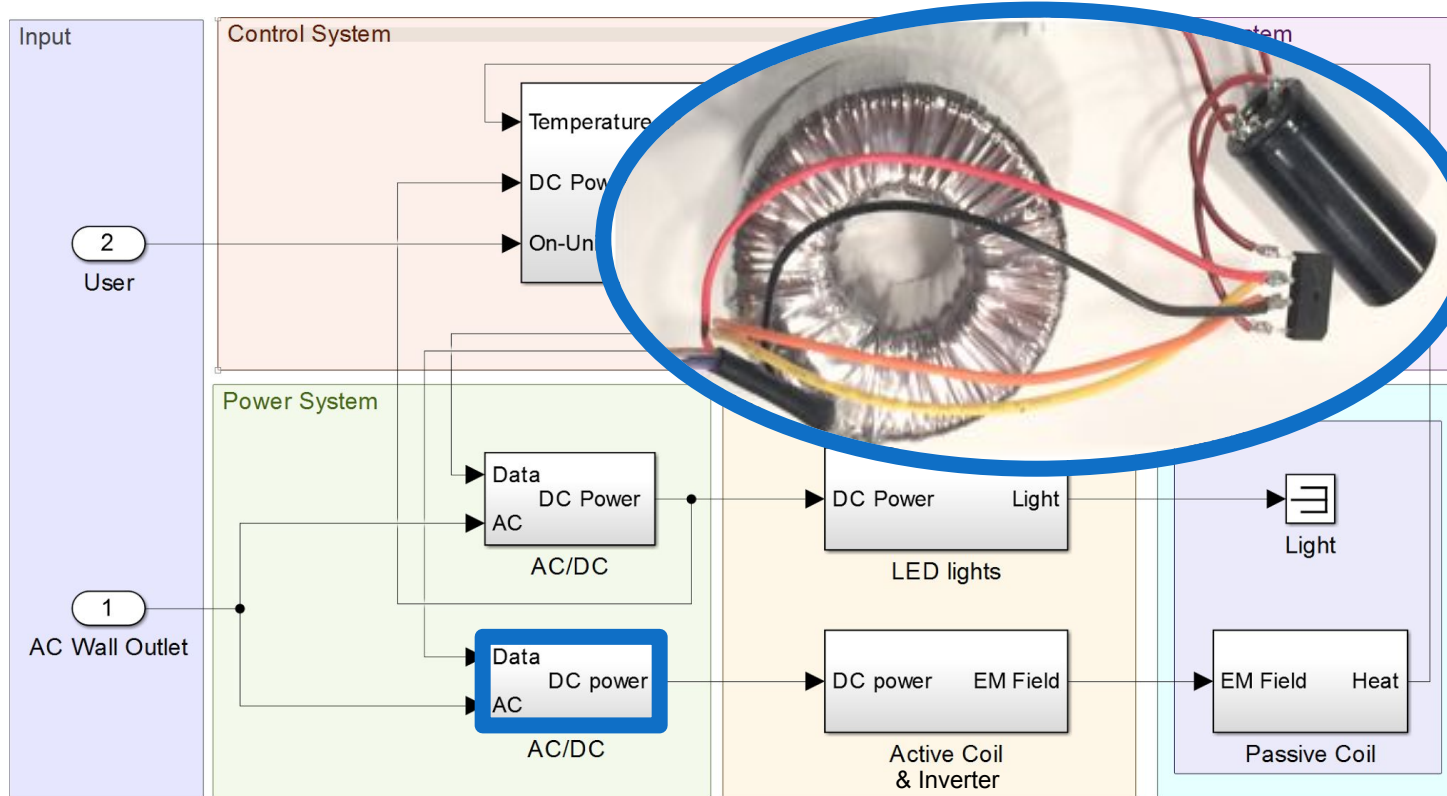 Input
Control System
stem
Temperature
DC Pow
On-Un
2
User
Power System
Data
DC Power
AC
AC/DC
DC Power
Light
LED lights
Light
1
AC Wall Outlet
Data
DC power
AC
AC/DC
DC power
EM Field
Active Coil
& Inverter
EM Field
Heat
Passive Coil